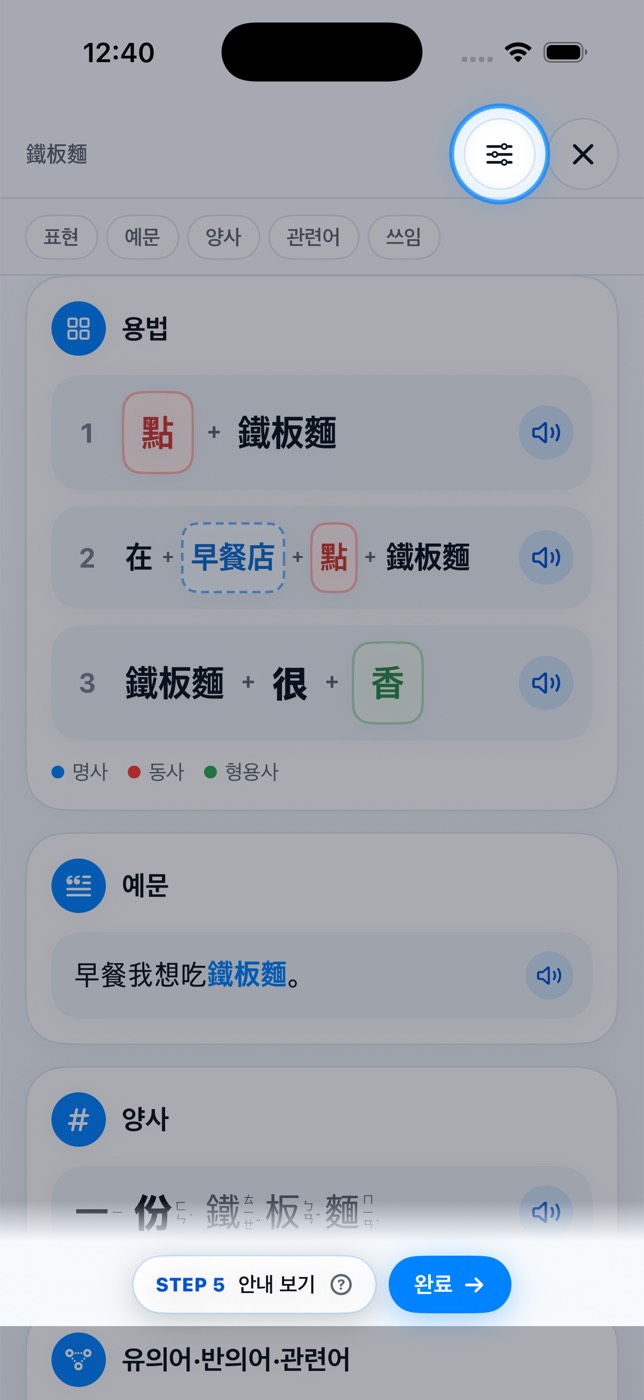 12:40
鐵板麵
표현 예문 양사 관련어 쓰임
용법
1 點 + 鐵板麵
2 在 + 早餐店 + 點 + 鐵板麵
3 鐵板麵 + 很 + 香
명사 동사 형용사
예문
早餐我想吃鐵板麵。
# 양사
一 份 鐵 板 麵
STEP 5 안내 보기 ?
완료 →
유의어·반의어·관련어